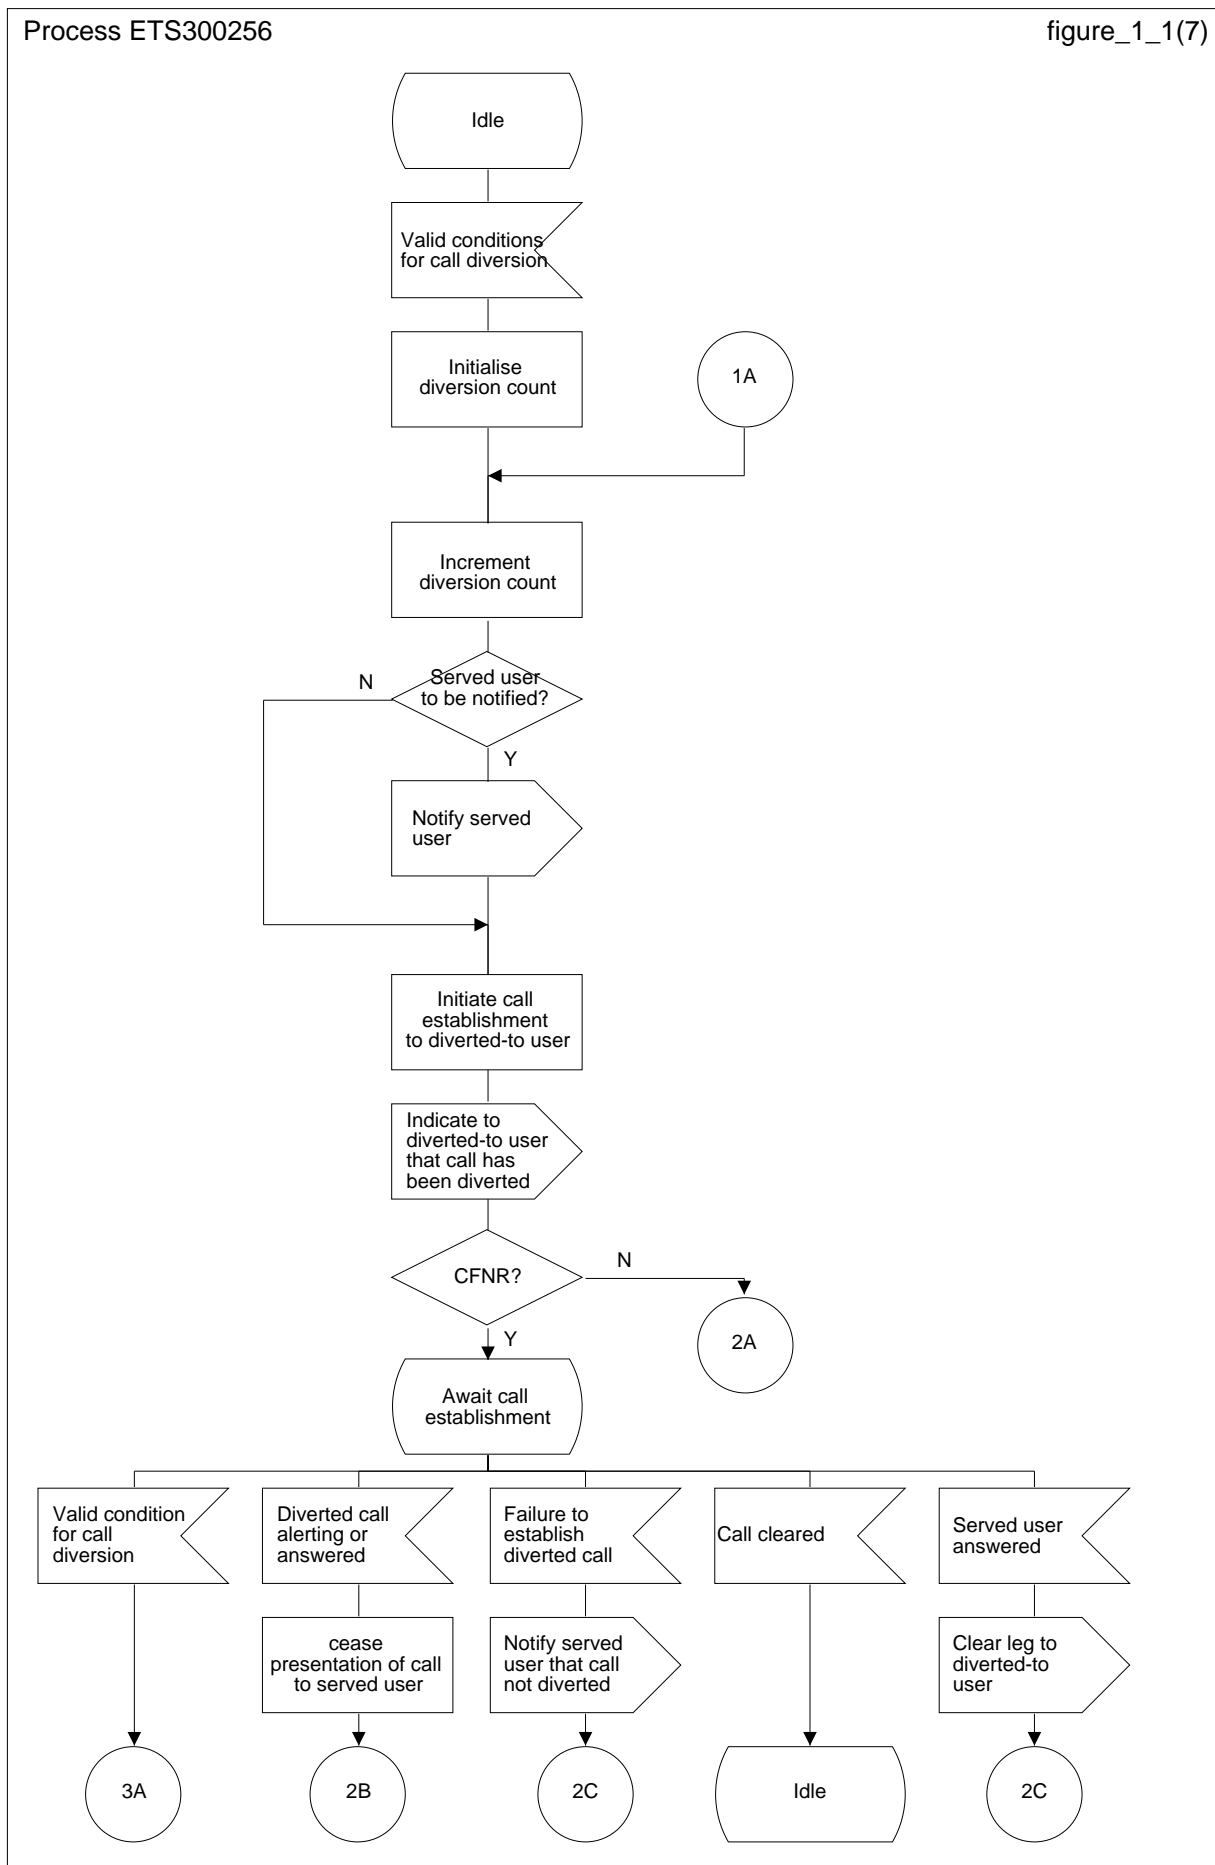 Process ETS300256
figure_1_1(7)
Idle
Valid conditions
for call diversion
Initialise
diversion count
1A
Increment
diversion count
Served user
to be notified?
N
Y
Notify served
user
Initiate call
establishment
to diverted-to user
Indicate to
diverted-to user
that call has
been diverted
CFNR?
N
Y
2A
Await call
establishment
Valid condition
for call
diversion
Diverted call
alerting or
answered
Failure to
establish
diverted call
Call cleared
Served user
answered
cease
presentation of call
to served user
Notify served
user that call
not diverted
Clear leg to
diverted-to
user
3A
2B
2C
Idle
2C